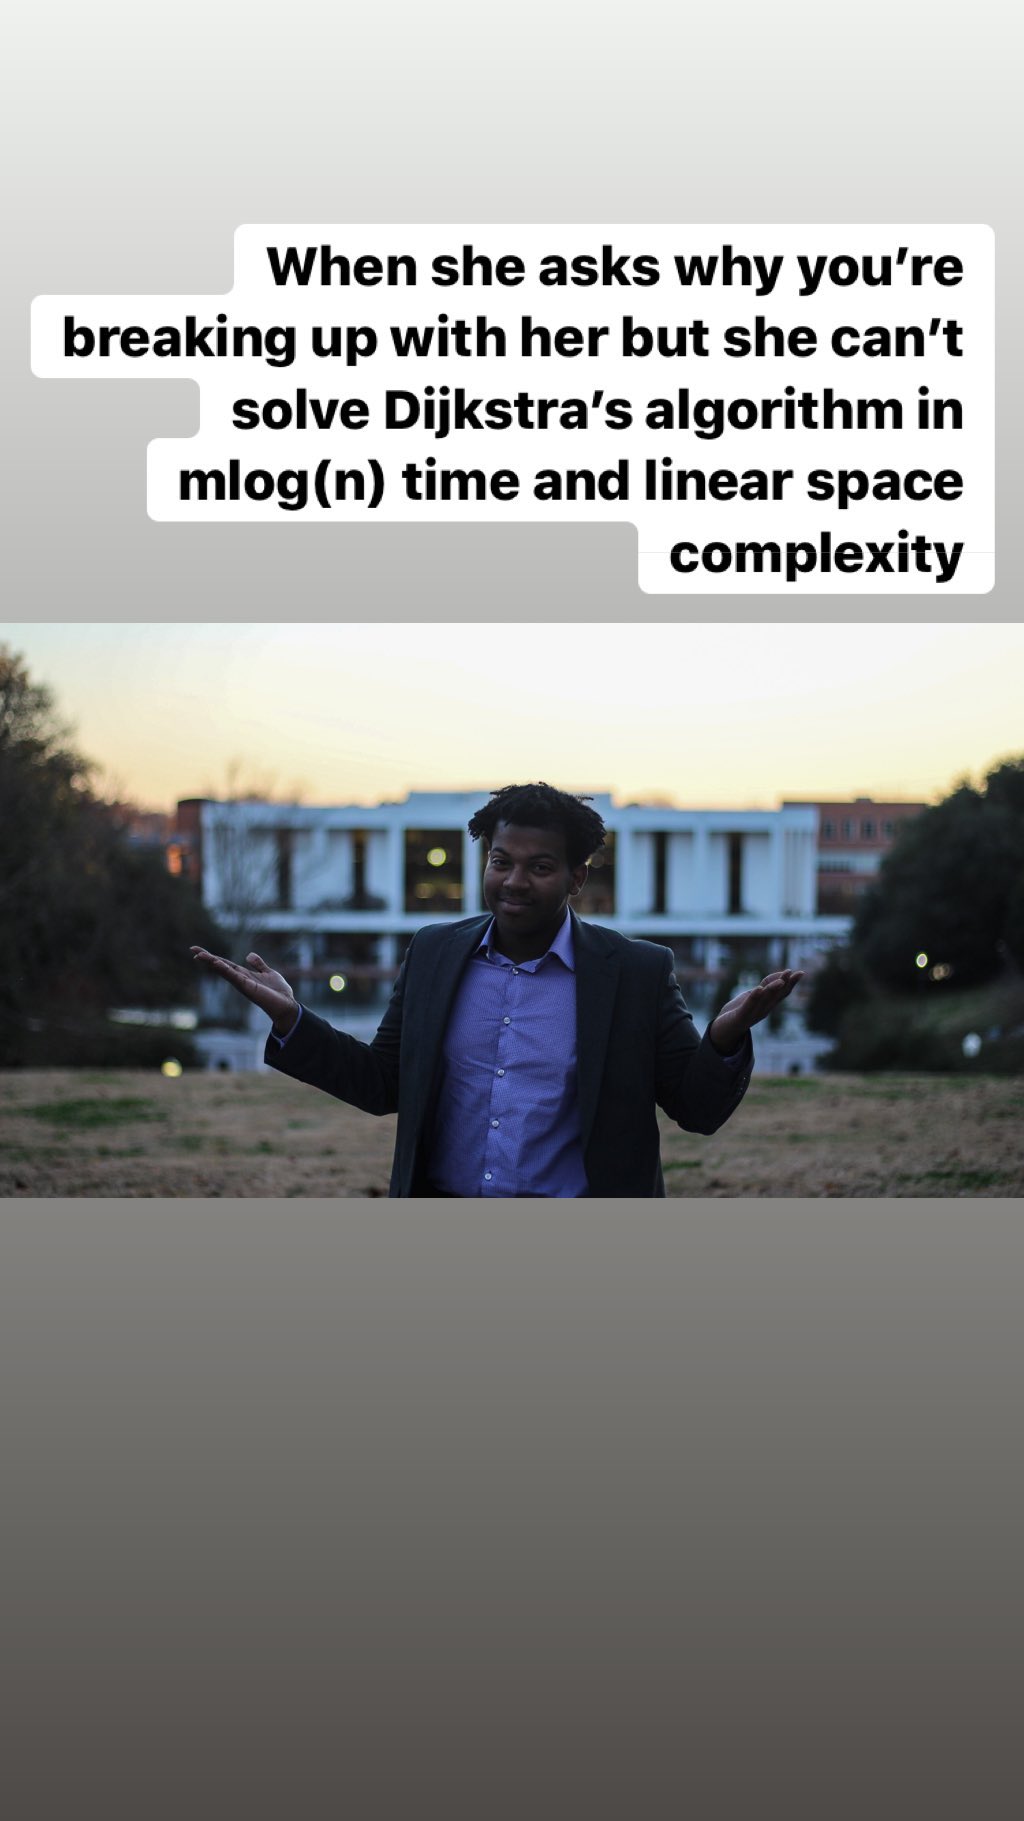 When she asks why you’re
breaking up with her but she can’t
solve Dijkstra’s algorithm in
mlog(n) time and linear space
complexity